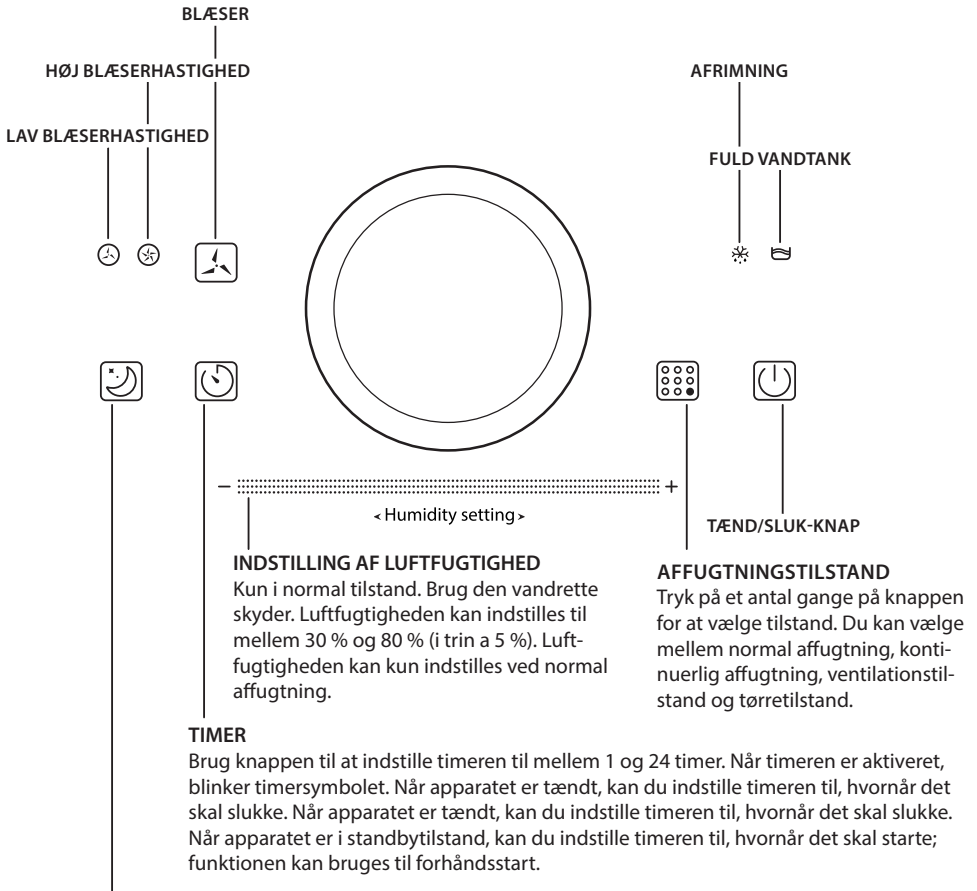 BLÆSER
HØJ BLÆSERHASTIGHED
AFRIMNING
LAV BLÆSERHASTIGHED
FULD VANDTANK
− +
< Humidity setting >
TÆND/SLUK-KNAP
INDSTILLING AF LUFTFUGTIGHED
Kun i normal tilstand. Brug den vandrette
skyder. Luftfugtigheden kan indstilles til
mellem 30 % og 80 % (i trin a 5 %). Luft-
fugtigheden kan kun indstilles ved normal
affugtning.
AFFUGTNINGSTILSTAND
Tryk på et antal gange på knappen
for at vælge tilstand. Du kan vælge
mellem normal affugtning, konti-
nuerlig affugtning, ventilationstil-
stand og tørretilstand.
TIMER
Brug knappen til at indstille timeren til mellem 1 og 24 timer. Når timeren er aktiveret,
blinker timersymbolet. Når apparatet er tændt, kan du indstille timeren til, hvornår det
skal slukke. Når apparatet er tændt, kan du indstille timeren til, hvornår det skal slukke.
Når apparatet er i standbytilstand, kan du indstille timeren til, hvornår det skal starte;
funktionen kan bruges til forhåndsstart.